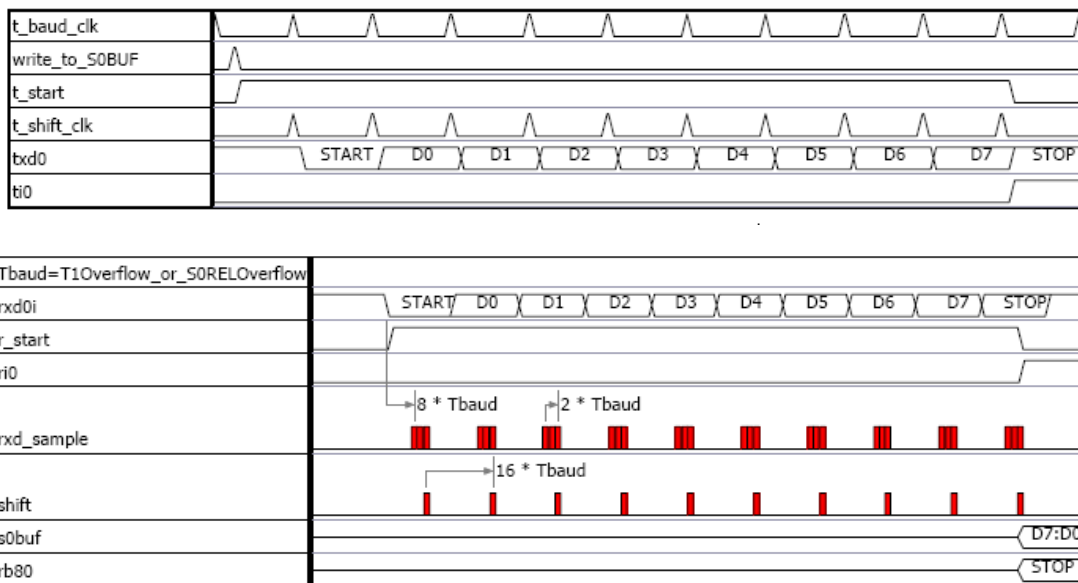 t_baud_clk
write_to_S0BUF
t_start
t_shift_clk
txd0 START D0 D1 D2 D3 D4 D5 D6 D7 STOP
ti0
Tbaud=T1Overflow_or_S0RELOverflow
rxd0i START D0 D1 D2 D3 D4 D5 D6 D7 STOP
r_start
ri0
8 * Tbaud 2 * Tbaud
rxd_sample
16 * Tbaud
shift
s0buf D7:D0
rb80 STOP